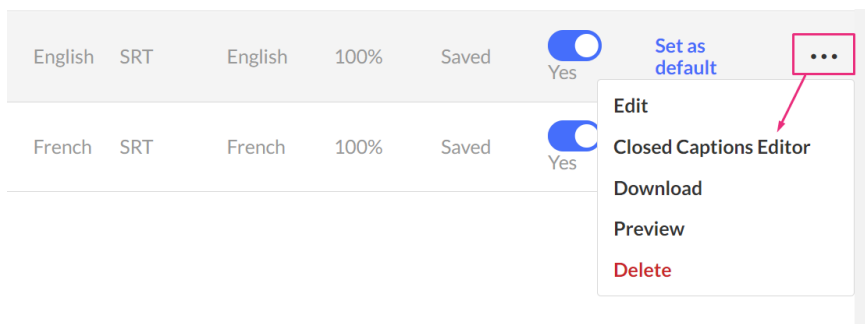 English SRT English 100% Saved Yes Set as default ...
Edit
French SRT French 100% Saved Yes
Closed Captions Editor
Download
Preview
Delete